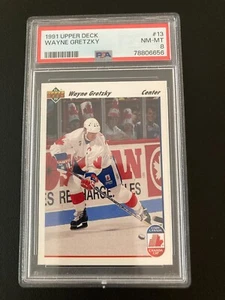 1991 UPPER DECK #13
WAYNE GRETZKY NM-MT
8
PSA 78806656
Wayne Gretzky Center